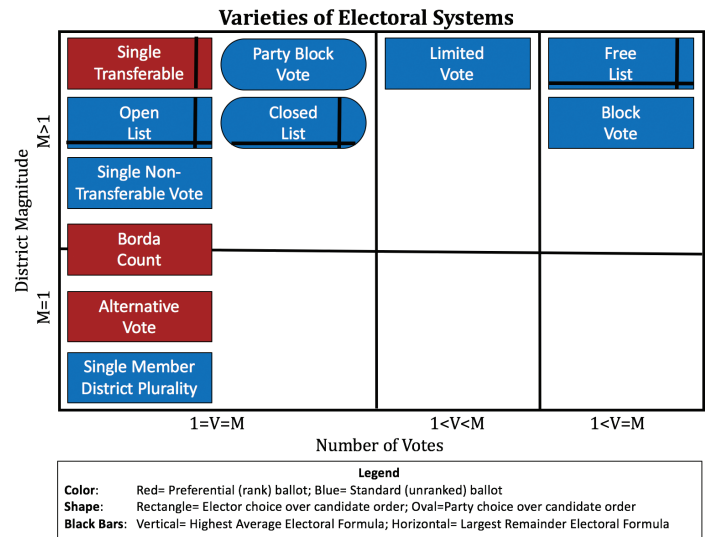 Varieties of Electoral Systems
Single
Transferable
Party Block
Vote
Limited
Vote
Free
List
Open
List
Closed
List
Block
Vote
Single Non-
Transferable Vote
Borda
Count
Alternative
Vote
Single Member
District Plurality
District Magnitude
M>1
M=1
1=V=M
1<V<M
1<V=M
Number of Votes
Legend
Color: Red= Preferential (rank) ballot; Blue= Standard (unranked) ballot
Shape: Rectangle= Elector choice over candidate order; Oval=Party choice over candidate order
Black Bars: Vertical= Highest Average Electoral Formula; Horizontal= Largest Remainder Electoral Formula